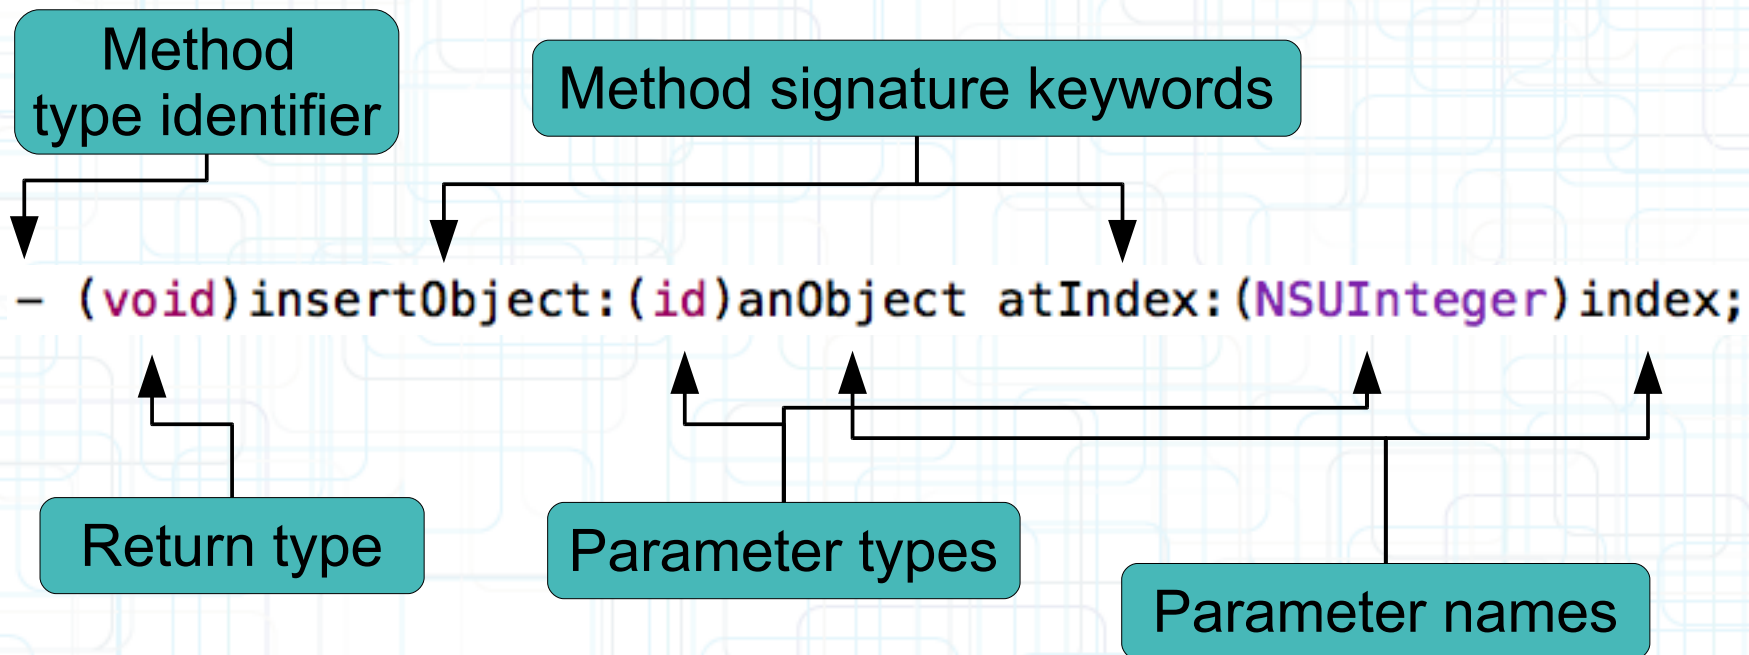 Method
type identifier
Method signature keywords
- (void)insertObject:(id)anObject atIndex:(NSUInteger)index;
Return type
Parameter types
Parameter names